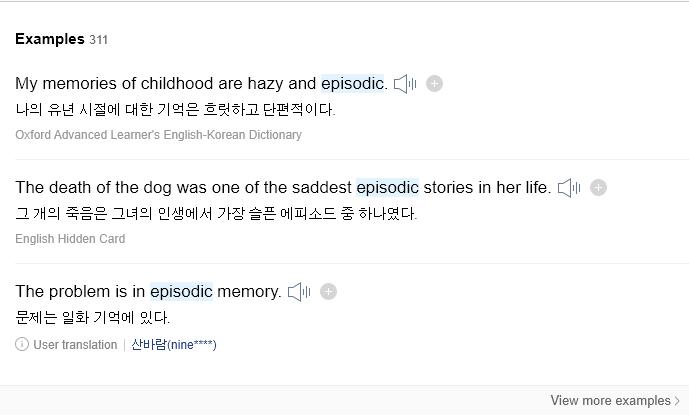 Examples 311
My memories of childhood are hazy and episodic.
나의 유년 시절에 대한 기억은 흐릿하고 단편적이다.
Oxford Advanced Learner's English-Korean Dictionary
The death of the dog was one of the saddest episodic stories in her life.
그 개의 죽음은 그녀의 인생에서 가장 슬픈 에피소드 중 하나였다.
English Hidden Card
The problem is in episodic memory.
문제는 일화 기억에 있다.
User translation | 산바람(nine****)
View more examples >